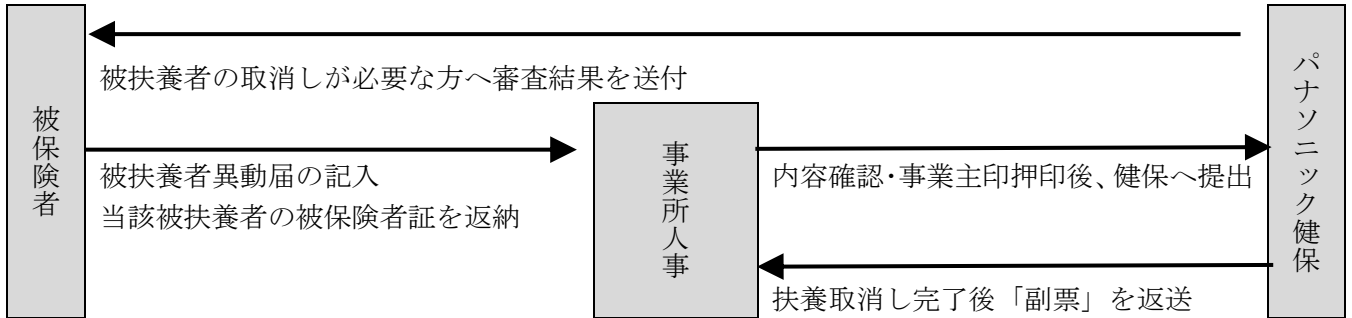 被保険者
被扶養者の取消しが必要な方へ審査結果を送付
被扶養者異動届の記入
当該被扶養者の被保険者証を返納
事業所人事
内容確認･事業主印押印後、健保へ提出
扶養取消し完了後「副票」を返送
パナソニック健保